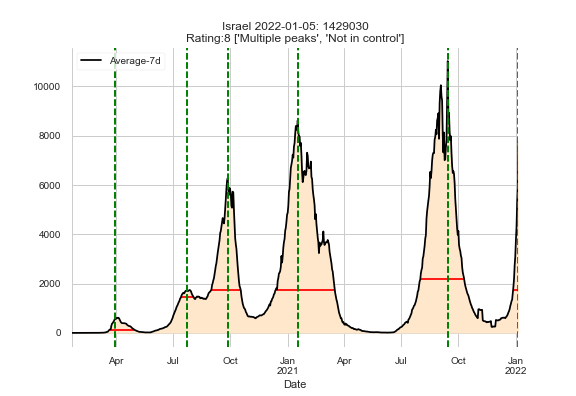 Israel 2022-01-05: 1429030
Rating:8 ['Multiple peaks', 'Not in control']
Average-7d
10000
8000
6000
4000
2000
0
Apr
Jul
Oct
Jan
2021
Apr
Jul
Oct
Jan
2022
Date